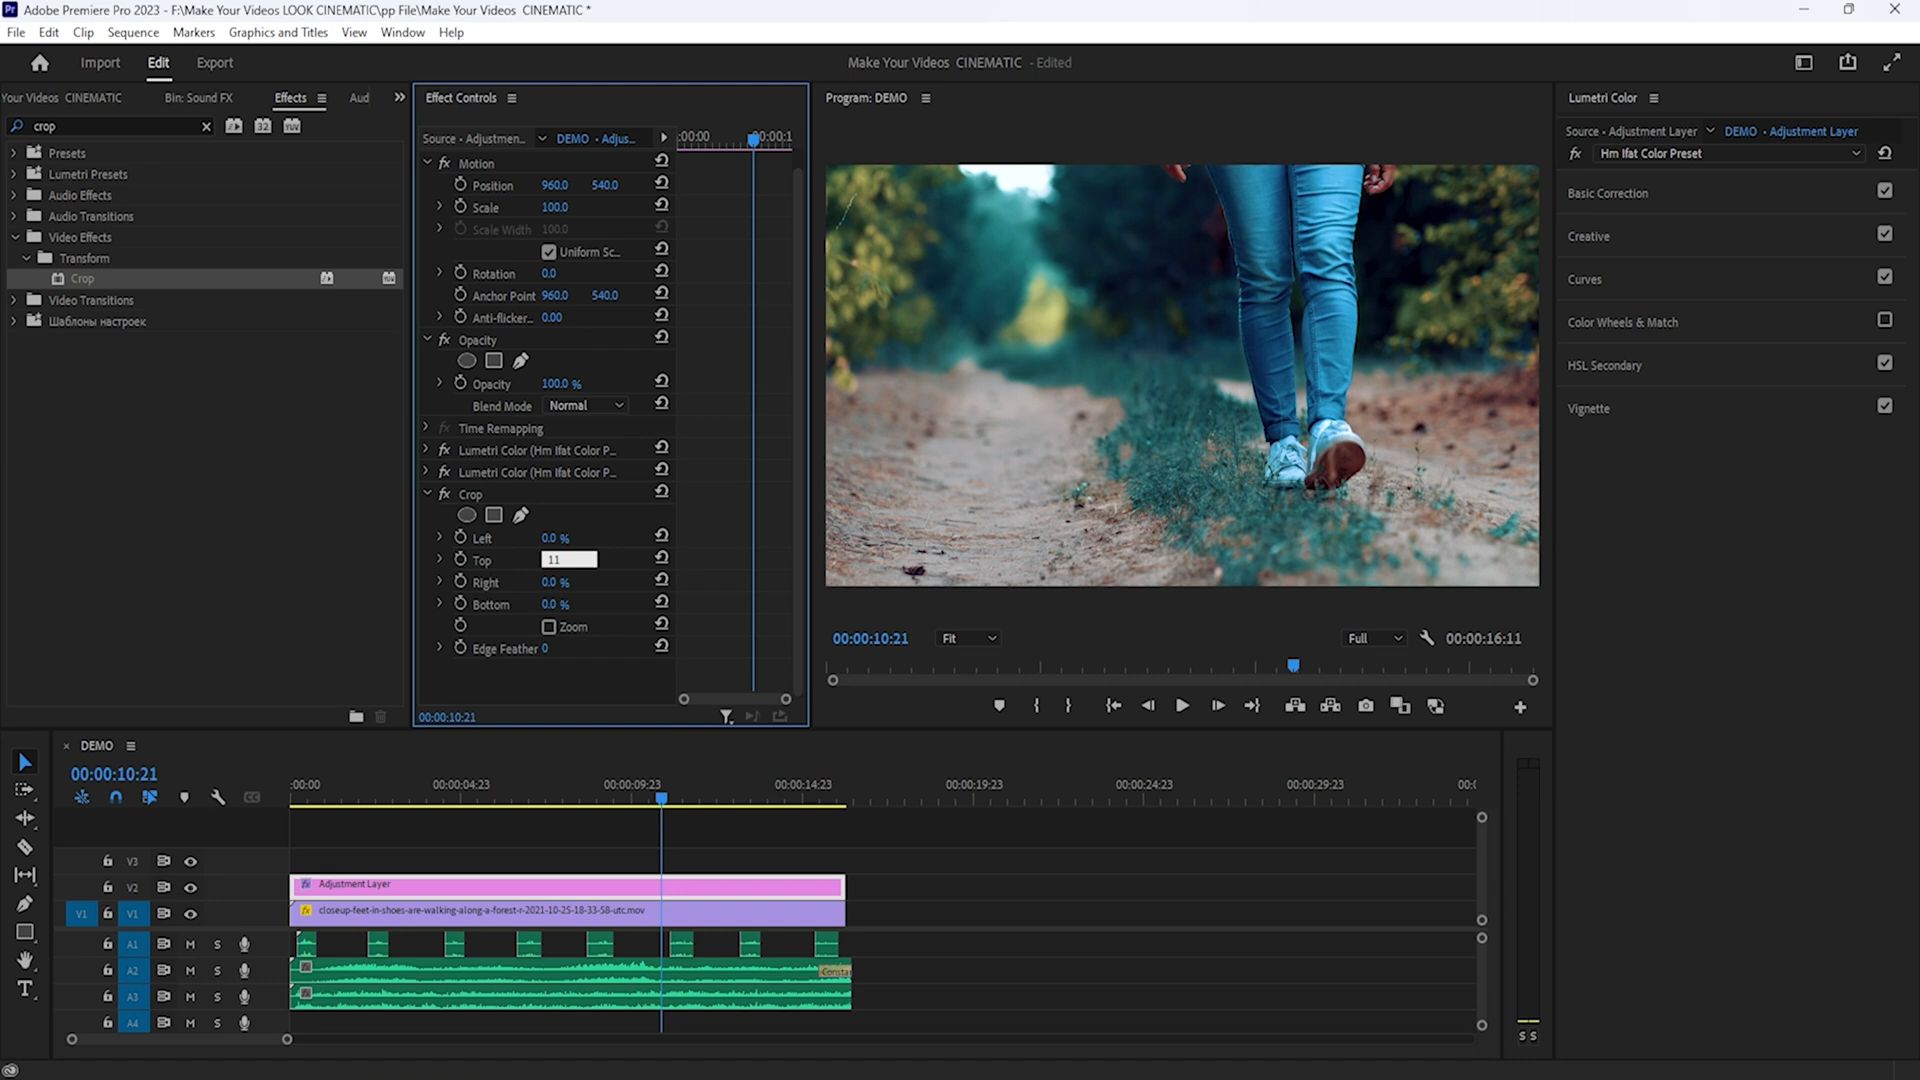 Adobe Premiere Pro 2023 - F:\Make Your Videos LOOK CINEMATIC\pp File\Make Your Videos  CINEMATIC *
File Edit Clip Sequence Markers Graphics and Titles View Window Help
Import Edit Export
Make Your Videos  CINEMATIC - Edited
Your Videos  CINEMATIC
Bin: Sound FX
Effects
Aud
crop
32
YUV
Presets
Lumetri Presets
Audio Effects
Audio Transitions
Video Effects
Transform
Crop
Video Transitions
Шаблоны настроек
Effect Controls
Source - Adjustmen...
DEMO - Adjus...
:00:00
00:00:1
Motion
Position 960.0 540.0
Scale 100.0
Scale Width 100.0
Uniform Sc...
Rotation 0.0
Anchor Point 960.0 540.0
Anti-flicker... 0.00
Opacity
Opacity 100.0 %
Blend Mode Normal
Time Remapping
Lumetri Color (Hm Ifat Color P...
Lumetri Color (Hm Ifat Color P...
Crop
Left 0.0 %
Top 11
Right 0.0 %
Bottom 0.0 %
Zoom
Edge Feather 0
00:00:10:21
Program: DEMO
00:00:10:21
Fit
Full
00:00:16:11
Lumetri Color
Source - Adjustment Layer
DEMO - Adjustment Layer
fx Hm Ifat Color Preset
Basic Correction
Creative
Curves
Color Wheels & Match
HSL Secondary
Vignette
DEMO
00:00:10:21
:00:00
00:00:04:23
00:00:09:23
00:00:14:23
00:00:19:23
00:00:24:23
00:00:29:23
00:(
V3
V2
Adjustment Layer
V1 V1
closeup-feet-in-shoes-are-walking-along-a-forest-r-2021-10-25-18-33-58-utc.mov
A1 M S
A2 M S
Constan
A3 M S
A4 M S
S S